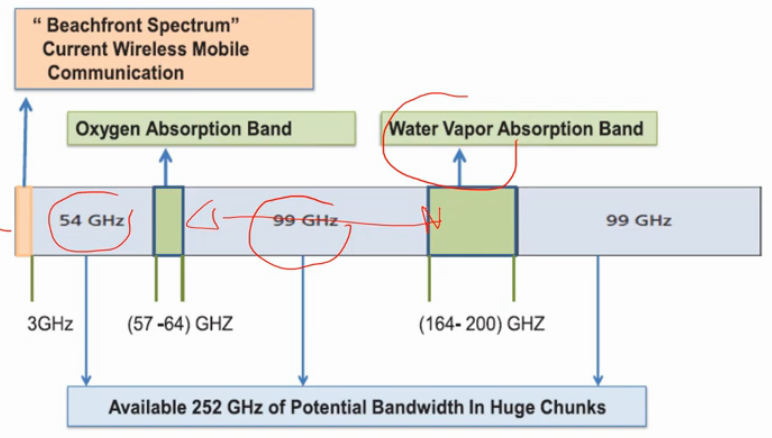 “ Beachfront Spectrum”
Current Wireless Mobile
Communication
Oxygen Absorption Band
Water Vapor Absorption Band
54 GHz
99 GHz
99 GHz
3GHz
(57 -64) GHZ
(164- 200) GHZ
Available 252 GHz of Potential Bandwidth In Huge Chunks